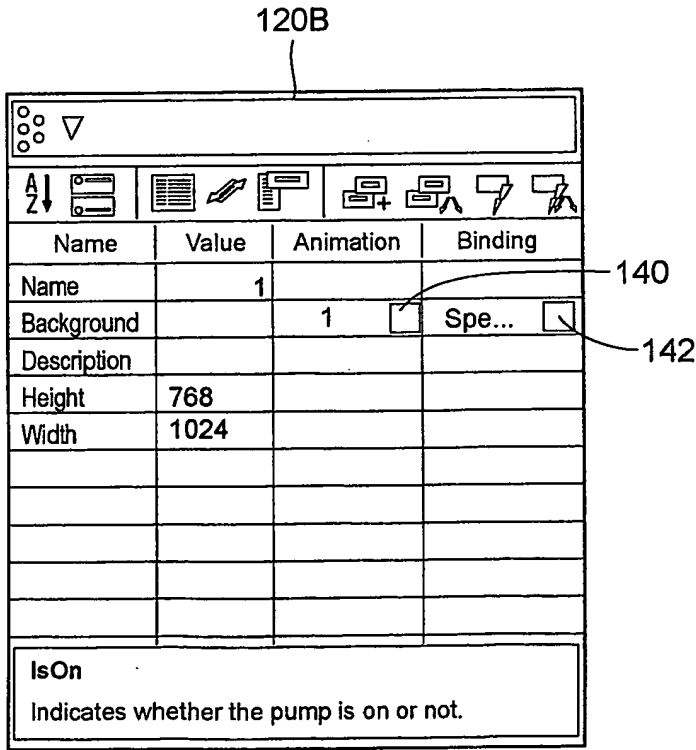 120B
A
Z
Name Value Animation Binding
Name 1
140
Background 1 Spe...
142
Description
Height 768
Width 1024
IsOn
Indicates whether the pump is on or not.